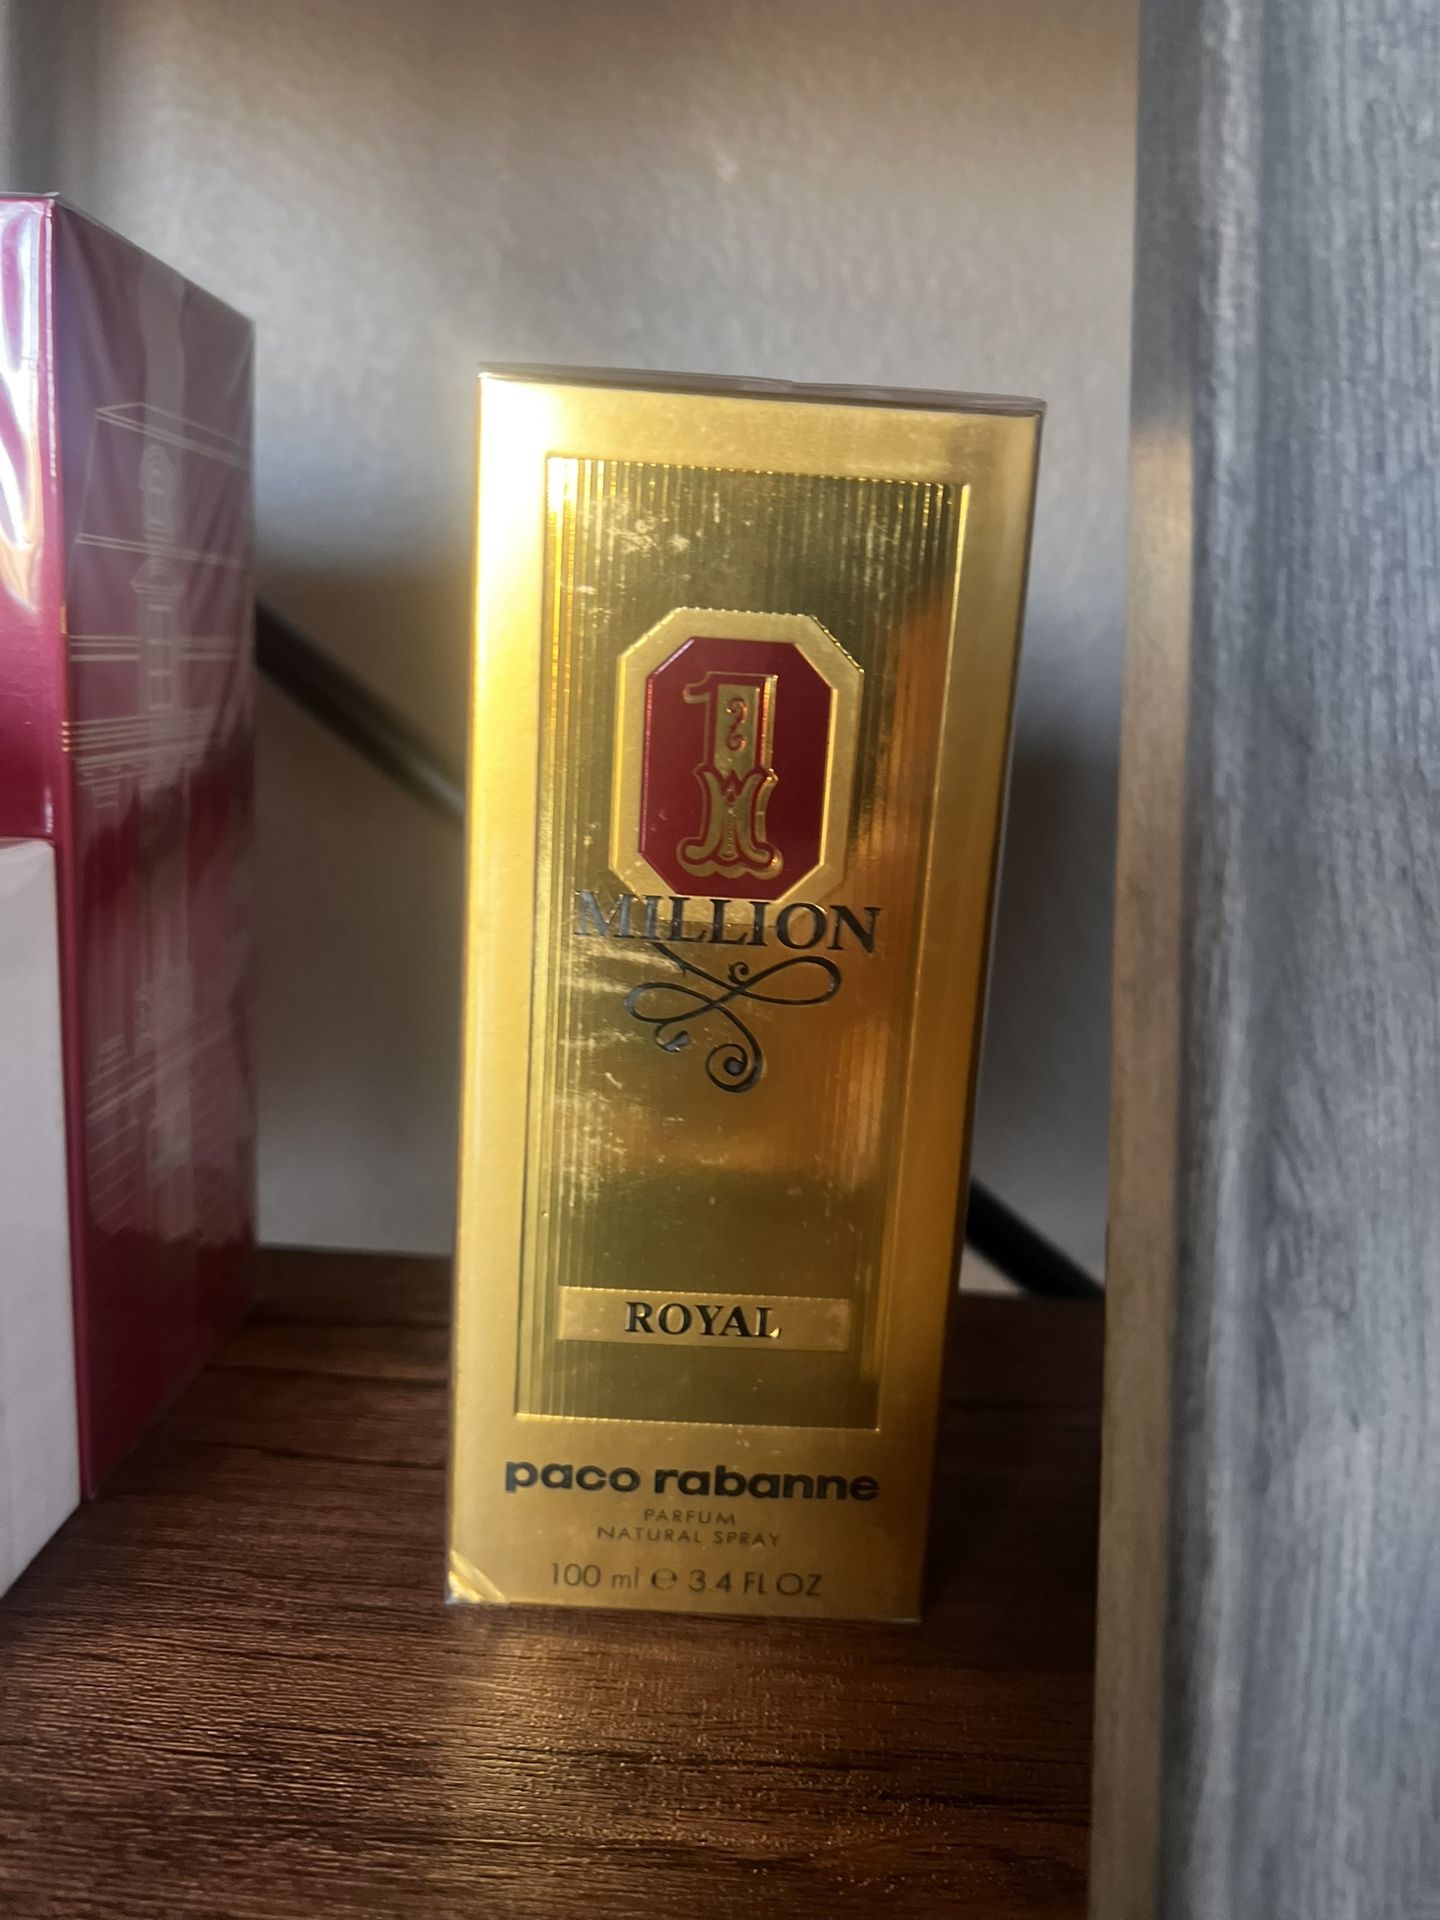 1
MILLION
ROYAL
paco rabanne
PARFUM
NATURAL SPRAY
100 ml ℮ 3.4 FL OZ